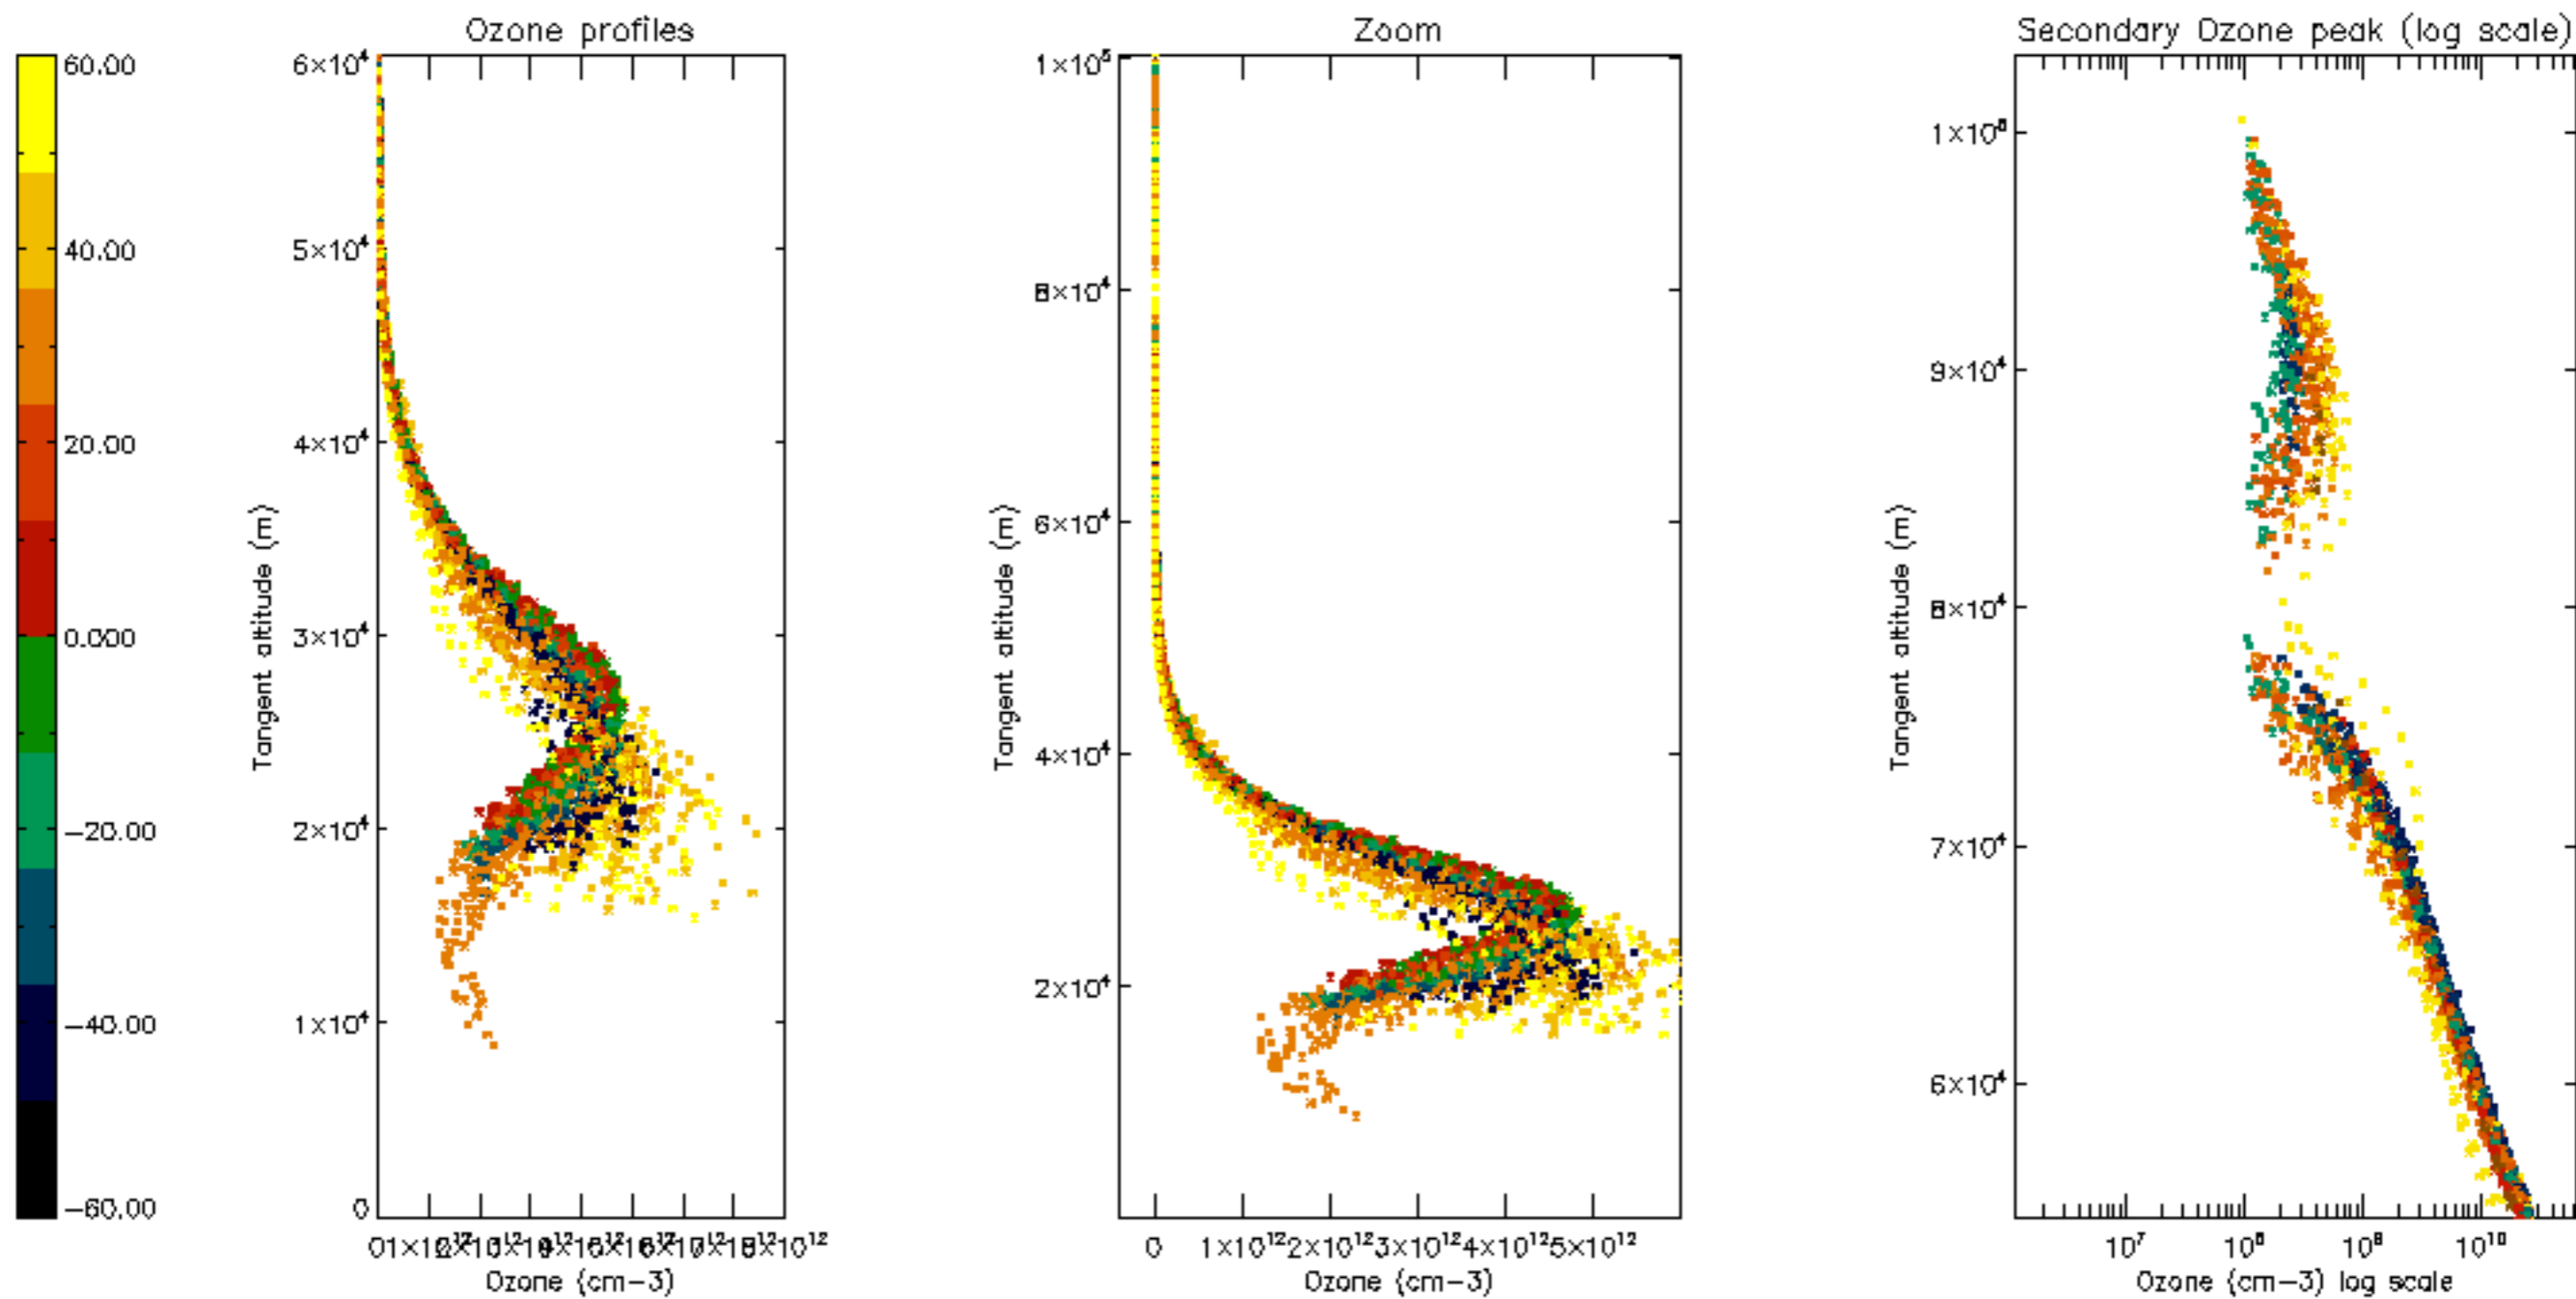 Ozone profiles
Zoom
Secondary Ozone peak (log scale)
60.00
40.00
20.00
0.000
-20.00
-40.00
-60.00
6×10⁴
5×10⁴
4×10⁴
3×10⁴
2×10⁴
1×10⁴
0
Tangent altitude (m)
Ozone (cm-3)
1×10⁵
8×10⁴
6×10⁴
4×10⁴
2×10⁴
Tangent altitude (m)
0 1×10¹² 2×10¹² 3×10¹² 4×10¹² 5×10¹²
Ozone (cm-3)
9×10⁴
8×10⁴
7×10⁴
6×10⁴
Tangent altitude (m)
10⁷ 10⁸ 10⁹ 10¹⁰
Ozone (cm-3) log scale